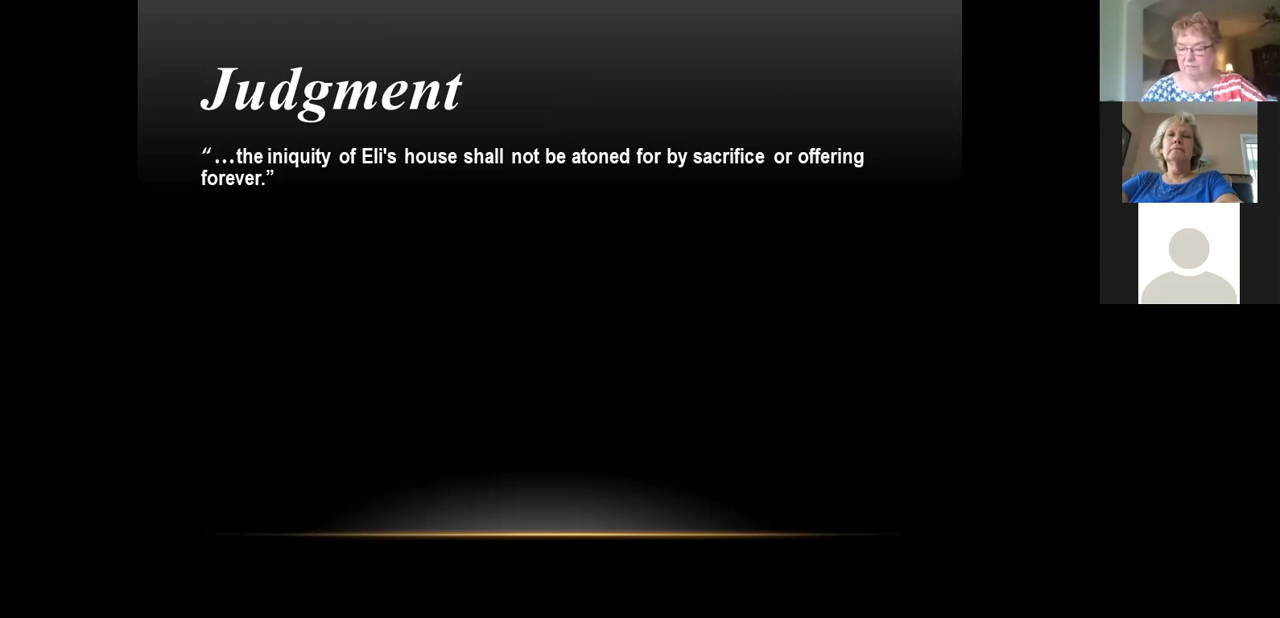 Judgment
“…the iniquity of Eli's house shall not be atoned for by sacrifice or offering
forever.”